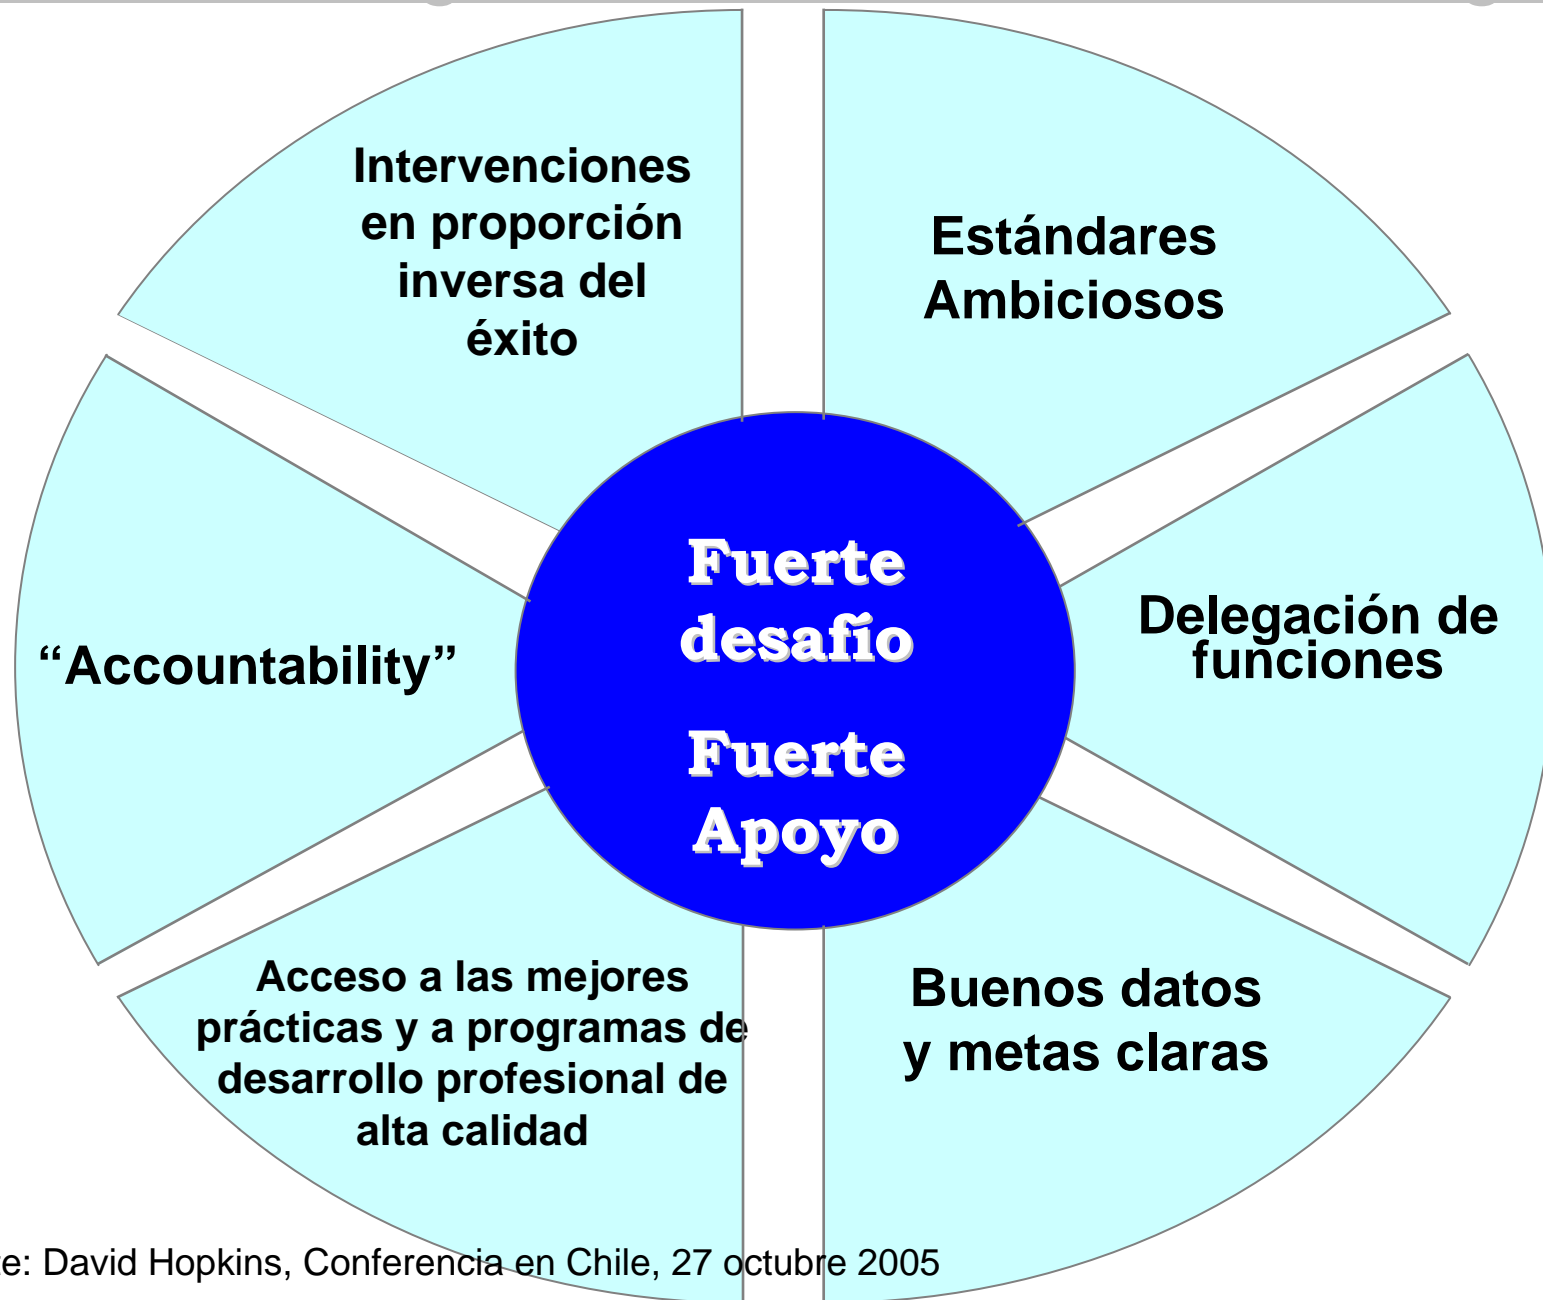 Intervenciones
en proporción
inversa del
éxito
Estándares
Ambiciosos
“Accountability”
Fuerte
desafío
Fuerte
Apoyo
Delegación de
funciones
Acceso a las mejores
prácticas y a programas de
desarrollo profesional de
alta calidad
Buenos datos
y metas claras
te: David Hopkins, Conferencia en Chile, 27 octubre 2005